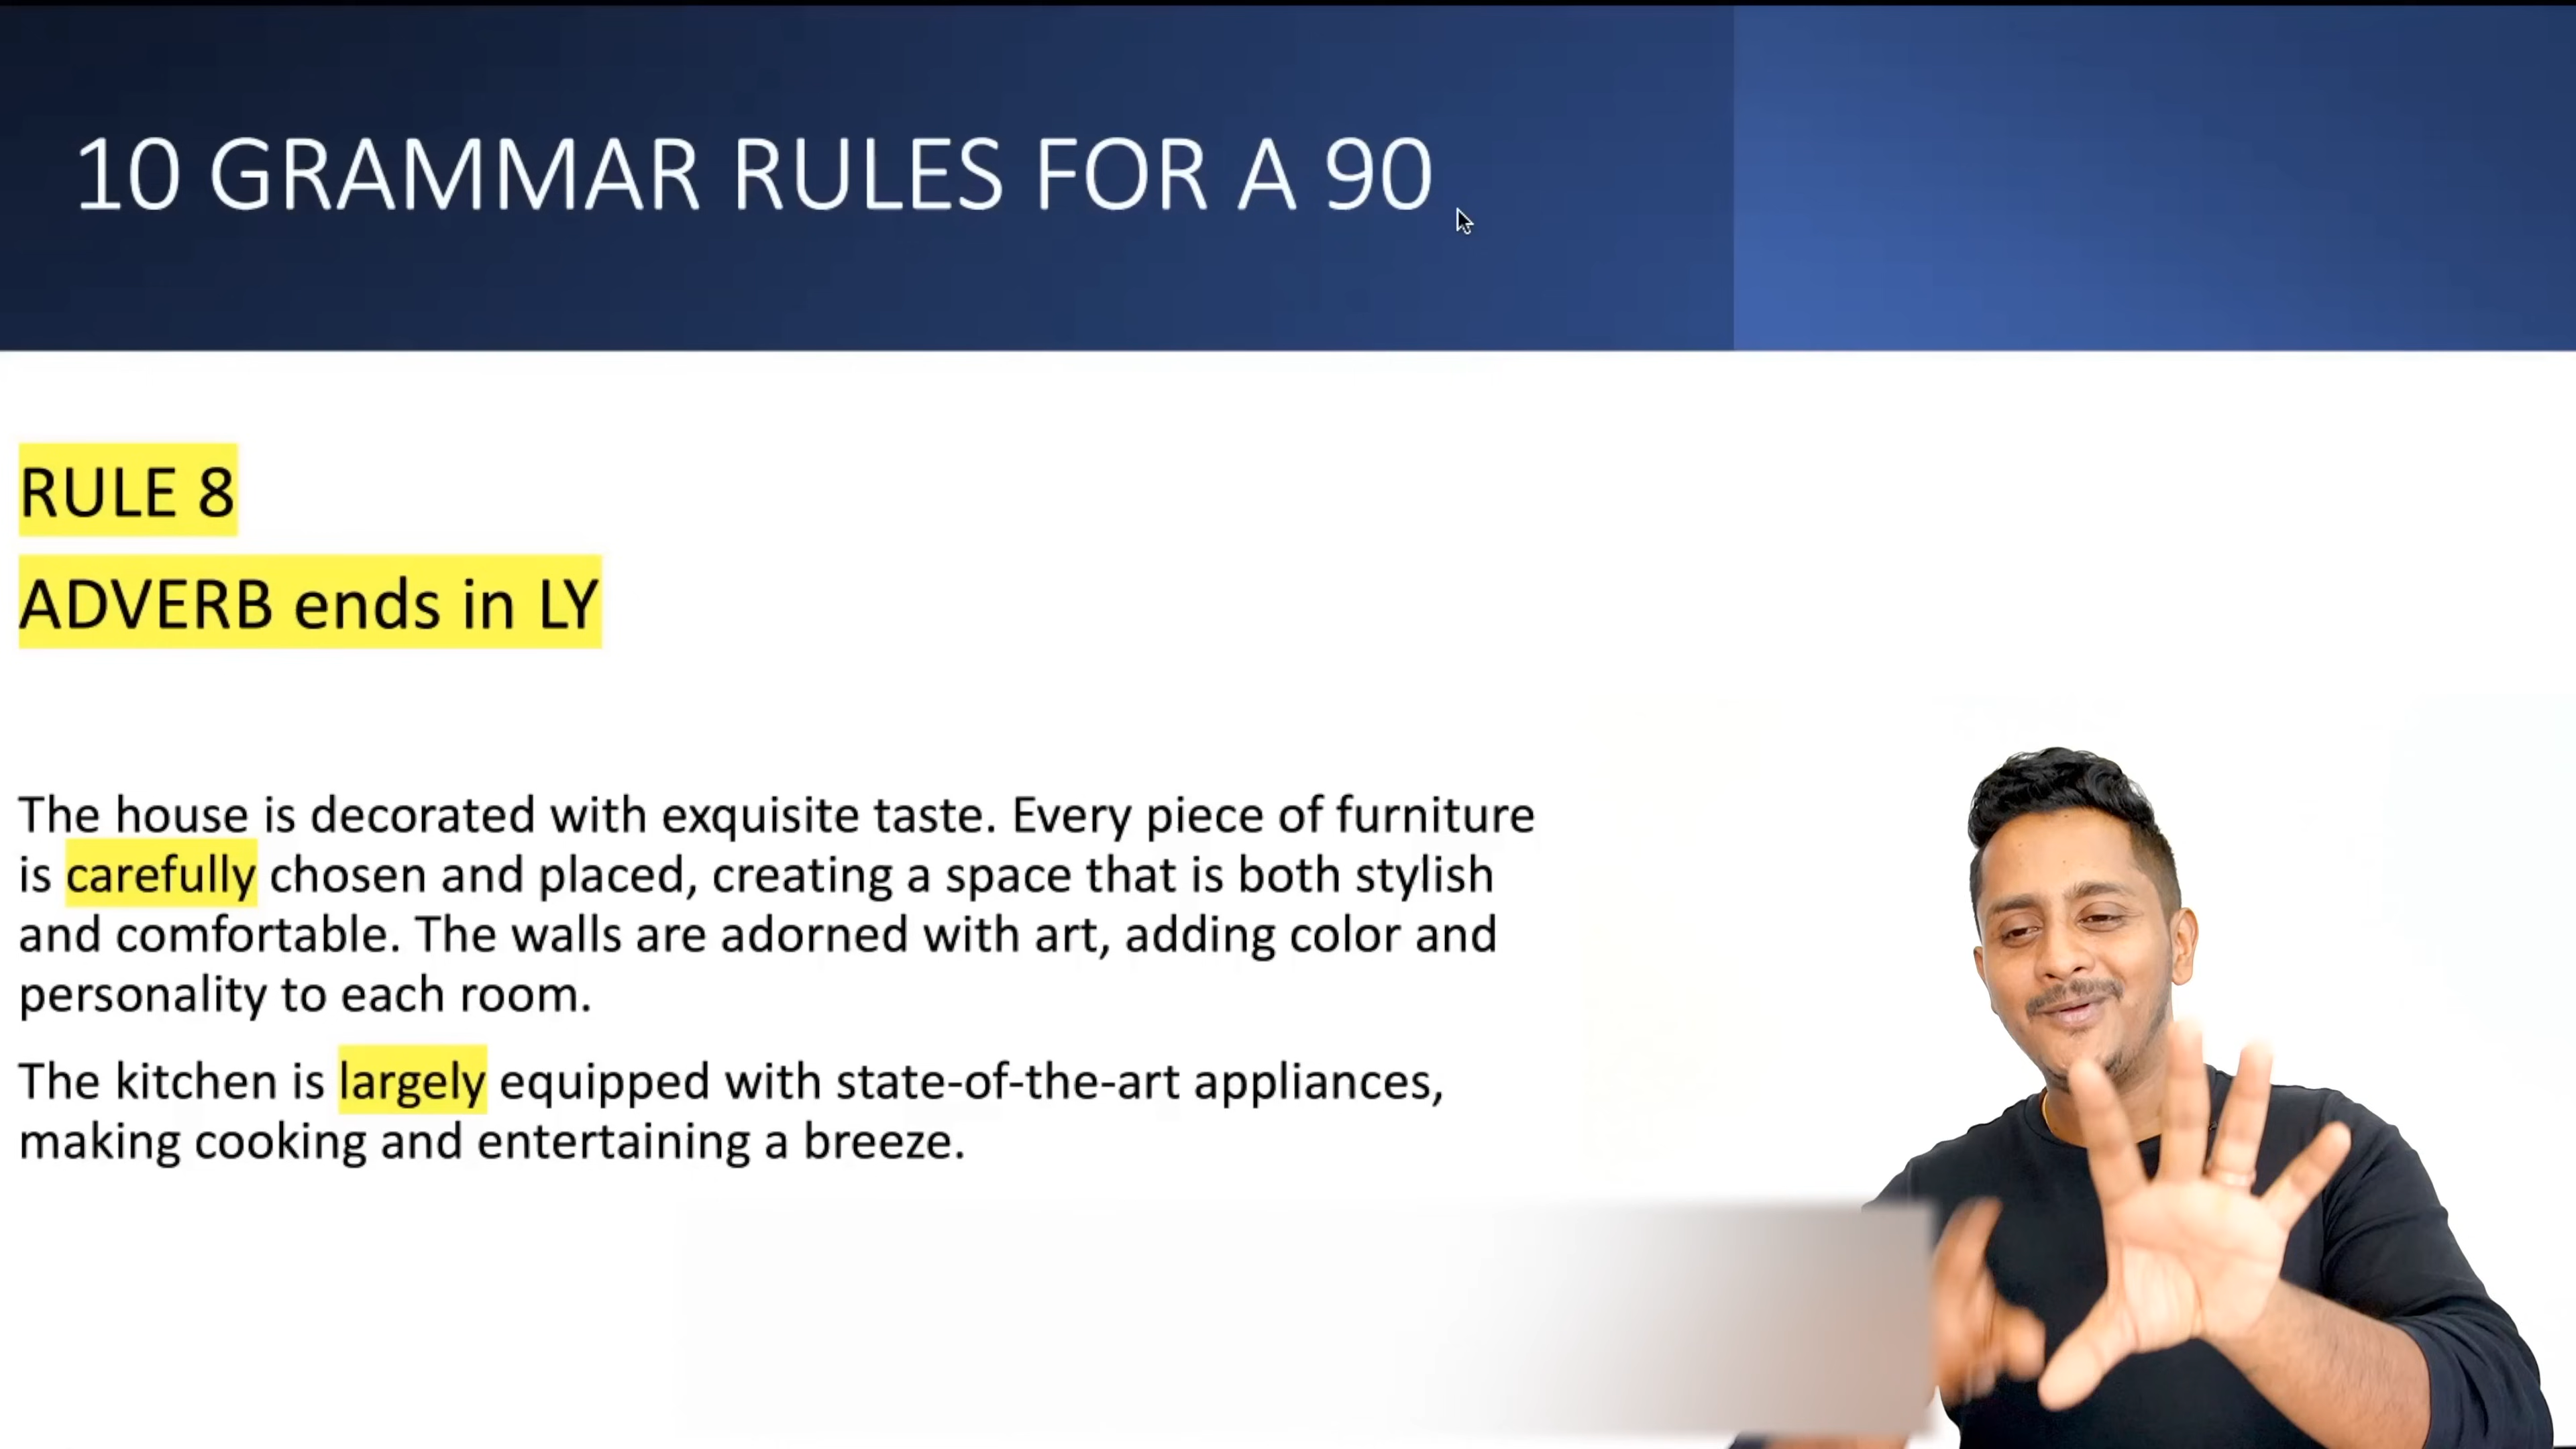 10 GRAMMAR RULES FOR A 90
RULE 8
ADVERB ends in LY
The house is decorated with exquisite taste. Every piece of furniture
is carefully chosen and placed, creating a space that is both stylish
and comfortable. The walls are adorned with art, adding color and
personality to each room.
The kitchen is largely equipped with state-of-the-art appliances,
making cooking and entertaining a breeze.